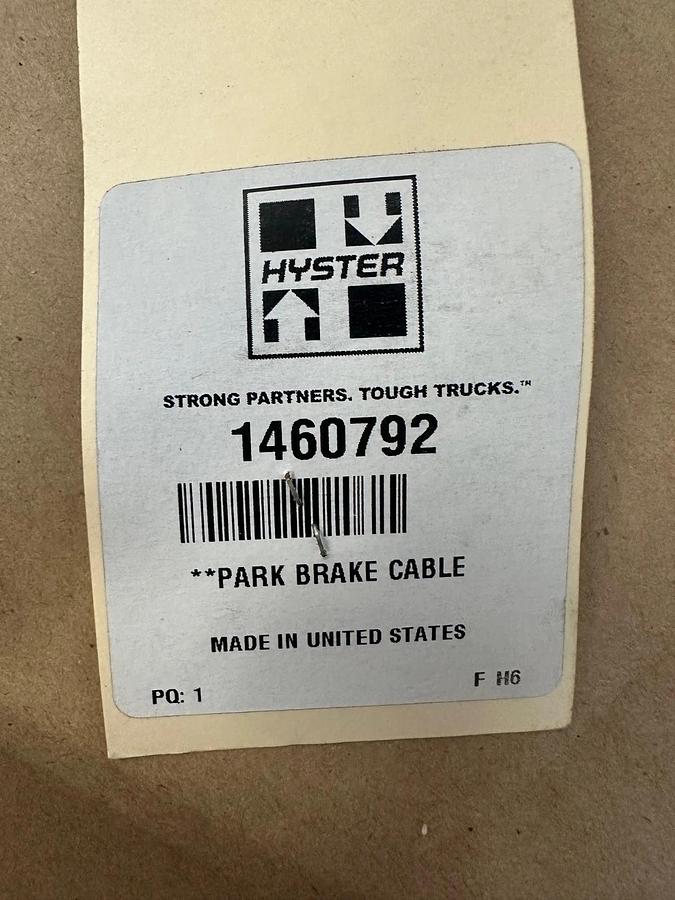 HYSTER
STRONG PARTNERS. TOUGH TRUCKS.™
1460792
**PARK BRAKE CABLE
MADE IN UNITED STATES
PQ: 1
F H6